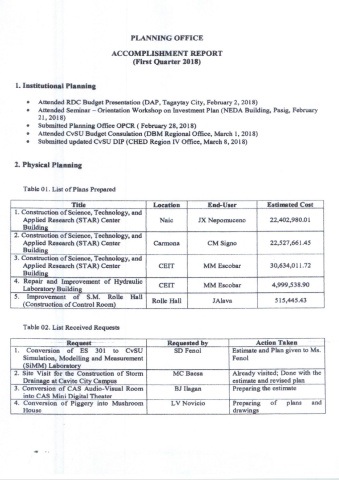 PLANNING OFFICE
ACCOMPLISHMENT REPORT
(First Quarter 2018)
1. Institutional Planning
• Attended RDC Budget Presentation (DAP, Tagaytay City, February 2, 2018)
• Attended Seminar – Orientation Workshop on Investment Plan (NEDA Building, Pasig, February
21, 2018)
• Submitted Planning Office OPCR ( February 28, 2018)
• Attended CvSU Budget Consulation (DBM Regional Office, March 1, 2018)
• Submitted updated CvSU DIP (CHED Region IV Office, March 8, 2018)
2. Physical Planning
Table 01. List of Plans Prepared
Title Location End-User Estimated Cost
1. Construction of Science, Technology, and
Applied Research (STAR) Center Naic JX Nepomuceno 22,402,980.01
Building
2. Construction of Science, Technology, and
Applied Research (STAR) Center Carmona CM Signo 22,527,661.45
Building
3. Construction of Science, Technology, and
Applied Research (STAR) Center CEIT MM Escobar 30,634,011.72
Building
4. Repair and Improvement of Hydraulic
Laboratory Building CEIT MM Escobar 4,999,538.90
5. Improvement of S.M. Rolle Hall
(Construction of Control Room) Rolle Hall JAlava 515,445.43
Table 02. List Received Requests
Request Requested by Action Taken
1. Conversion of ES 301 to CvSU SD Fenol Estimate and Plan given to Ms.
Simulation, Modelling and Measurement Fenol
(SiMM) Laboratory
2. Site Visit for the Construction of Storm MC Bacsa Already visited; Done with the
Drainage at Cavite City Campus estimate and revised plan
3. Conversion of CAS Audio-Visual Room BJ Ilagan Preparing the estimate
into CAS Mini Digital Theater
4. Conversion of Piggery into Mushroom LV Novicio Preparing of plans and
House drawings